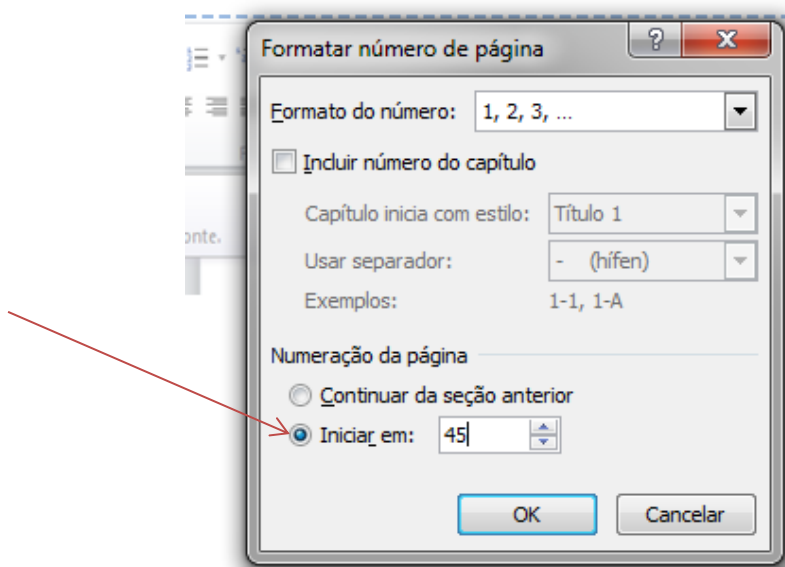 Formatar número de página
Formato do número: 1, 2, 3, ...
Incluir número do capítulo
Capítulo inicia com estilo: Título 1
Usar separador: - (hífen)
Exemplos: 1-1, 1-A
onte.
Numeração da página
Continuar da seção anterior
Iniciar em: 45
OK Cancelar